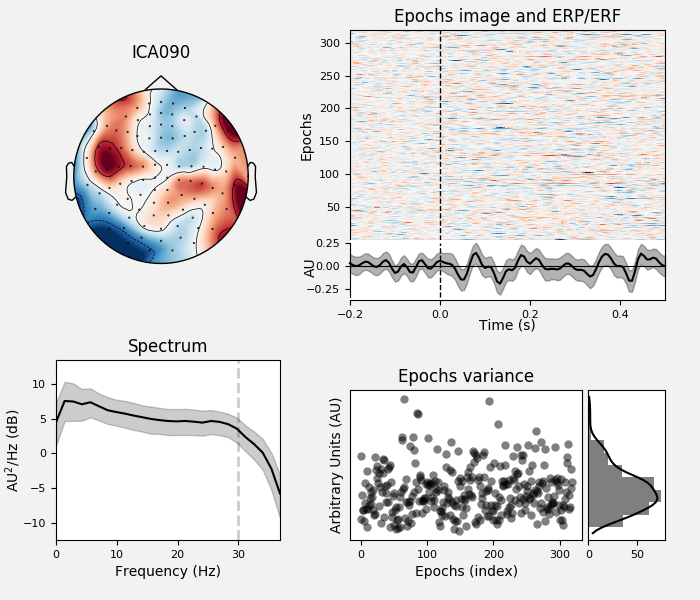 ICA090
Epochs image and ERP/ERF
Epochs
300
250
200
150
100
50
AU
0.25
0.00
−0.25
−0.2
0.0
0.2
0.4
Time (s)
Spectrum
AU²/Hz (dB)
10
5
0
−5
−10
0
10
20
30
Frequency (Hz)
Epochs variance
Arbitrary Units (AU)
0
100
200
300
Epochs (index)
0
50